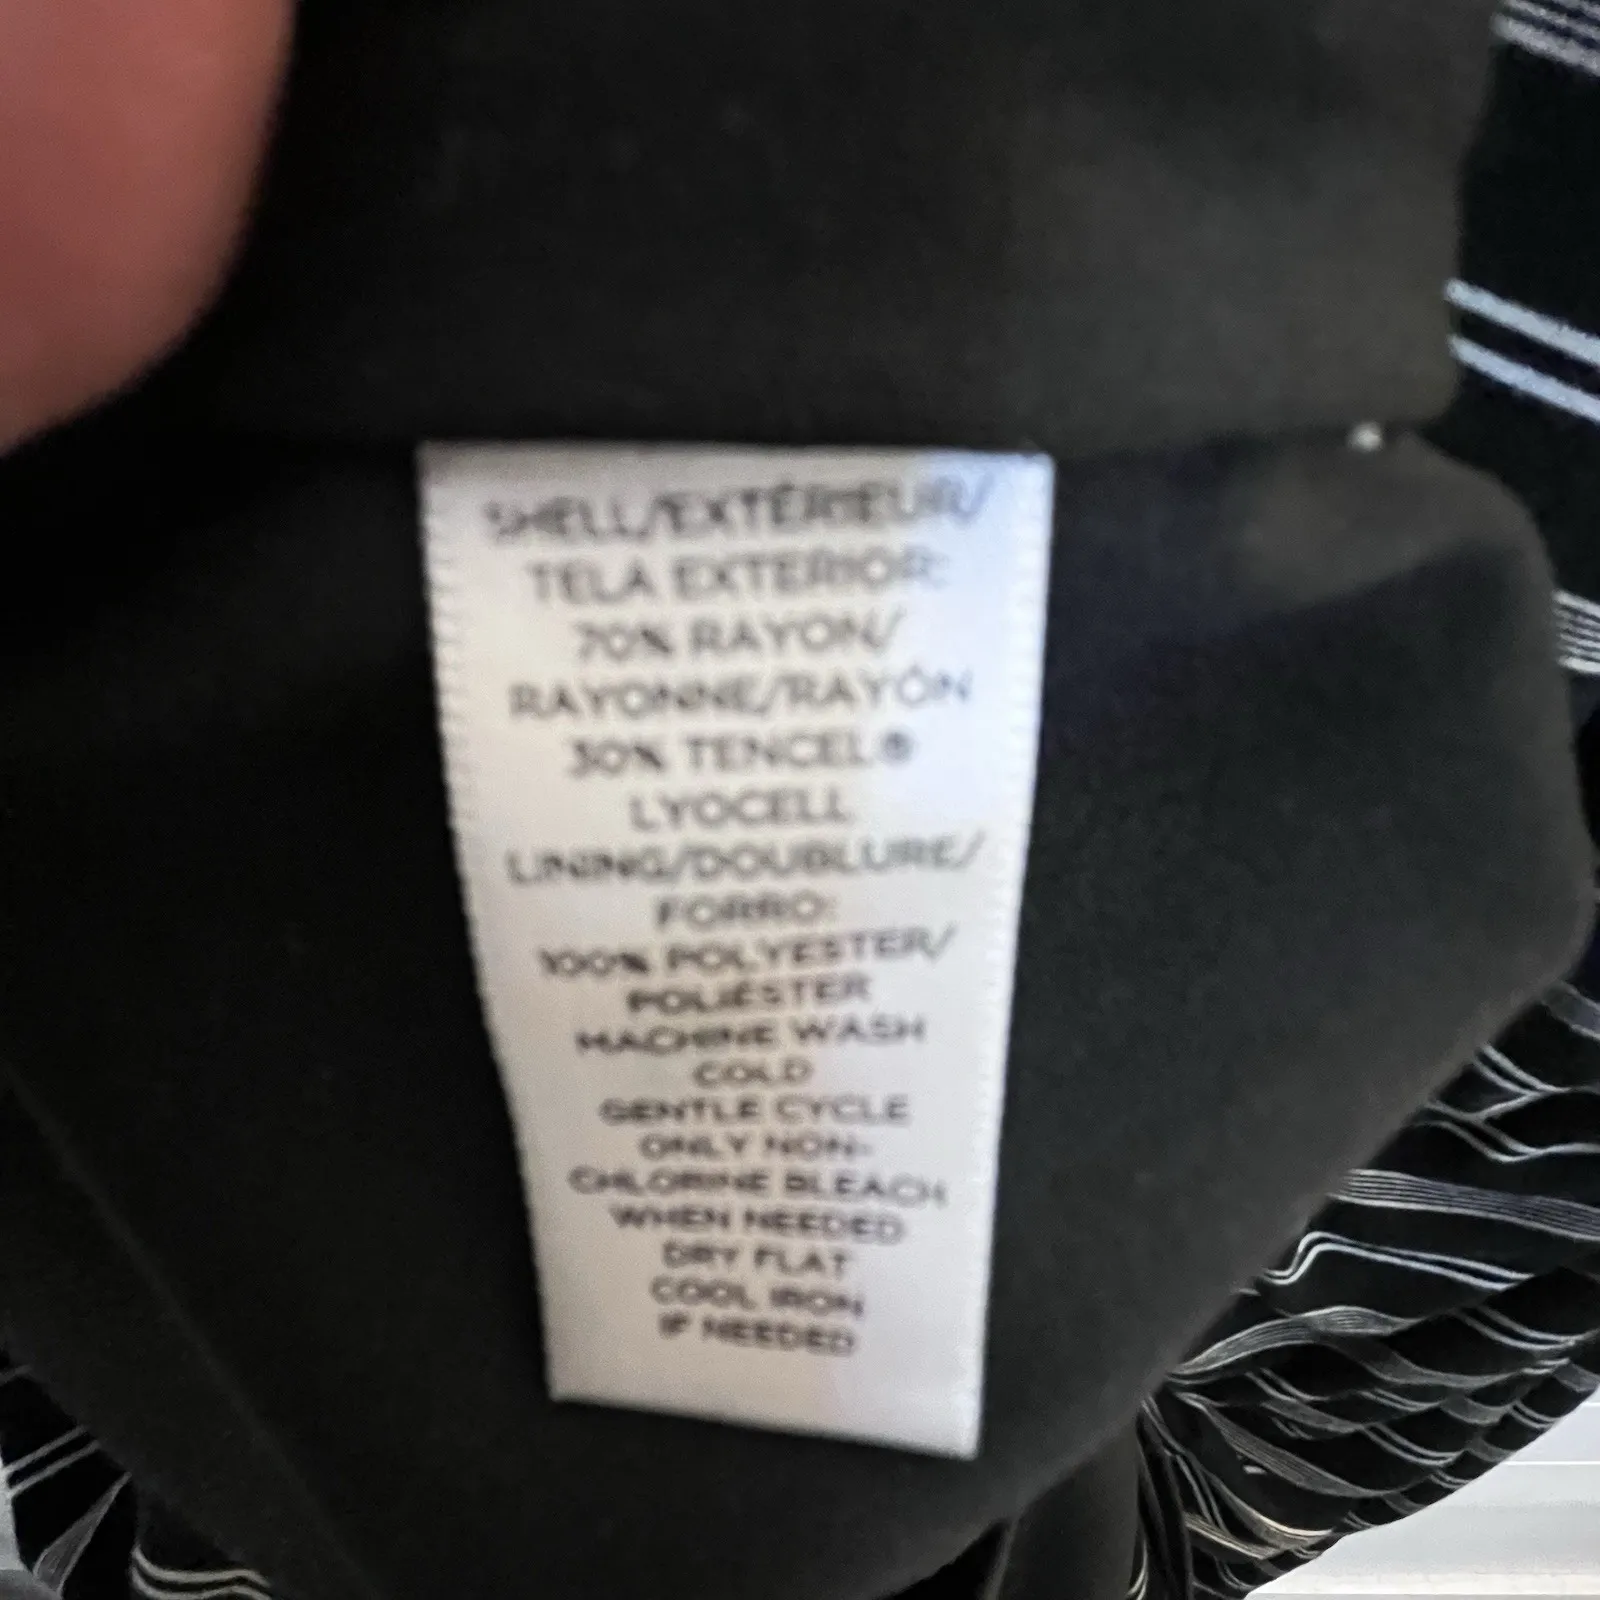 SHELL/EXTÉRIEUR/
TELA EXTERIOR:
70% RAYON/
RAYONNE/RAYÓN
30% TENCEL®
LYOCELL
LINING/DOUBLURE/
FORRO:
100% POLYESTER/
POLIÉSTER
MACHINE WASH
COLD
GENTLE CYCLE
ONLY NON-
CHLORINE BLEACH
WHEN NEEDED
DRY FLAT
COOL IRON
IF NEEDED